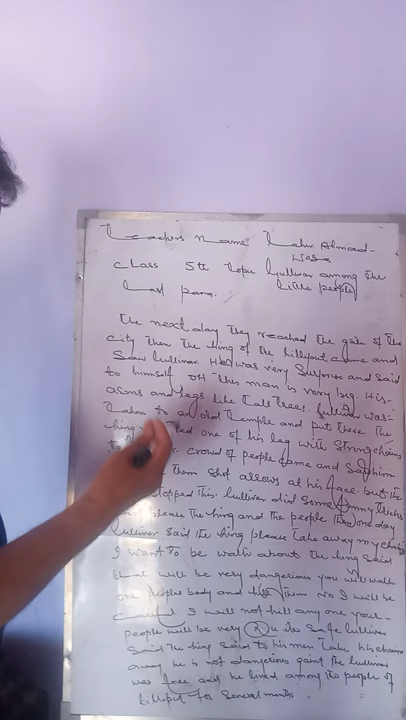 Teachers Name Tahir Ahmad
Wara
Class 5th Topic Gulliver among the
last para. little people
The next day they reached the gate of the
city then the king of the lilliput came and
saw Gulliver. He was very Surprise and said
to himself oh this man is very big. His
arms and legs like tall trees. Gulliver was
taken to an old temple and put there the
king one of his leg with strong chains
crowd of people came and saw him
them shot allows at his face. but the
stopped this. Gulliver did some funny tricks
please the king and the people one day
Gulliver said the king please take away my chain
I want to be walk about the king said
that will be very dangerous you will walk
one peoples body and them. No I will be
careful I will not kill any one your
people will be very safe Gulliver
said the king said to his men take his chain
away he is not dangerous gaint the Gulliver
was free and he lived among the people of
lilliput for several months.